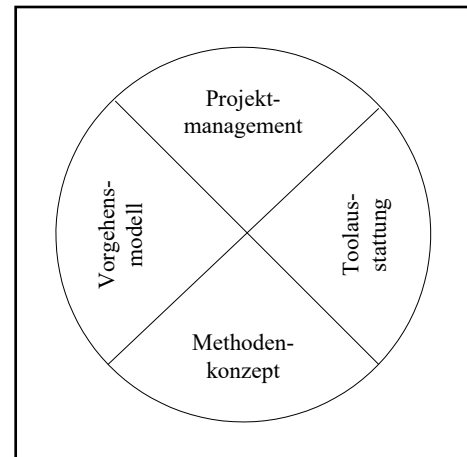 Projekt-
management
Vorgehens-
modell
Toolaus-
stattung
Methoden-
konzept